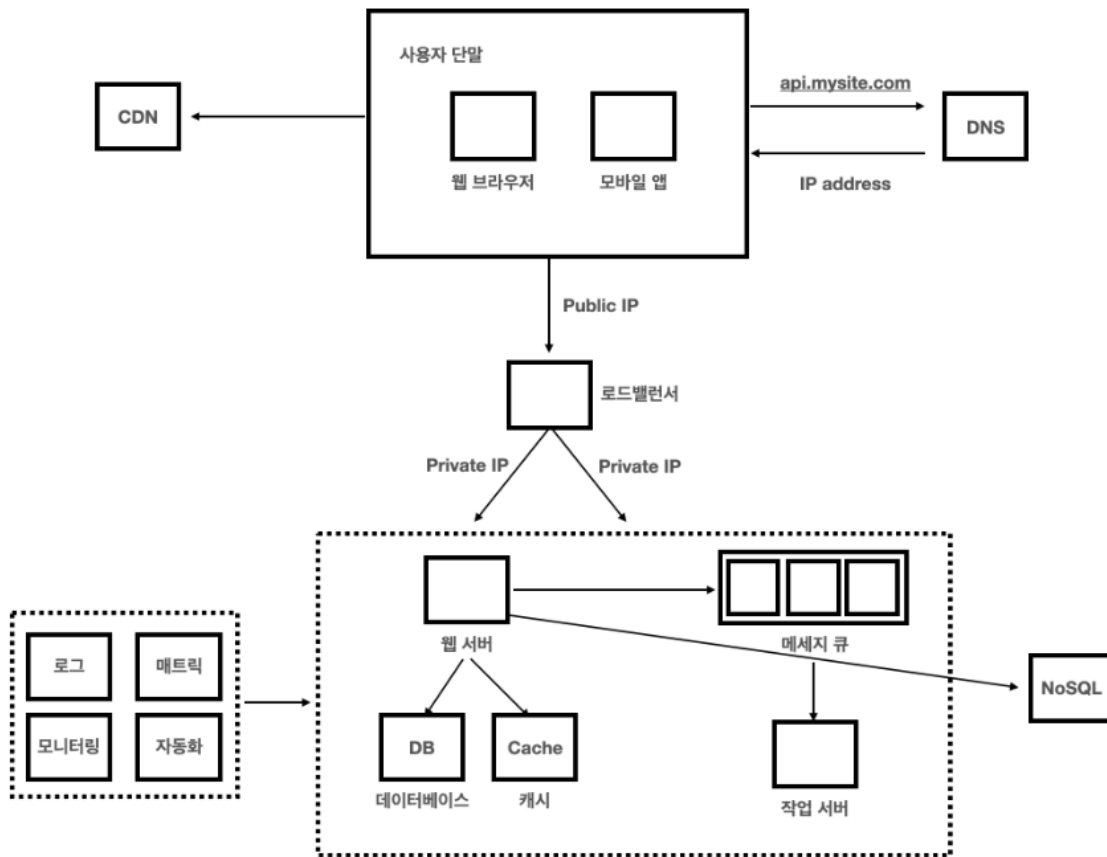 사용자 단말
api.mysite.com
CDN
DNS
웹 브라우저
모바일 앱
IP address
Public IP
로드밸런서
Private IP
Private IP
웹 서버
메세지 큐
로그
매트릭
NoSQL
모니터링
자동화
DB
Cache
데이터베이스
캐시
작업 서버